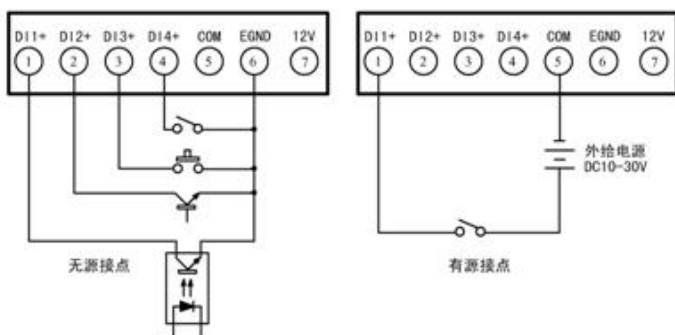 DI1+ DI2+ DI3+ DI4+ COM EGND 12V
1 2 3 4 5 6 7
无源接点
DI1+ DI2+ DI3+ DI4+ COM EGND 12V
1 2 3 4 5 6 7
外给电源
DC10-30V
有源接点